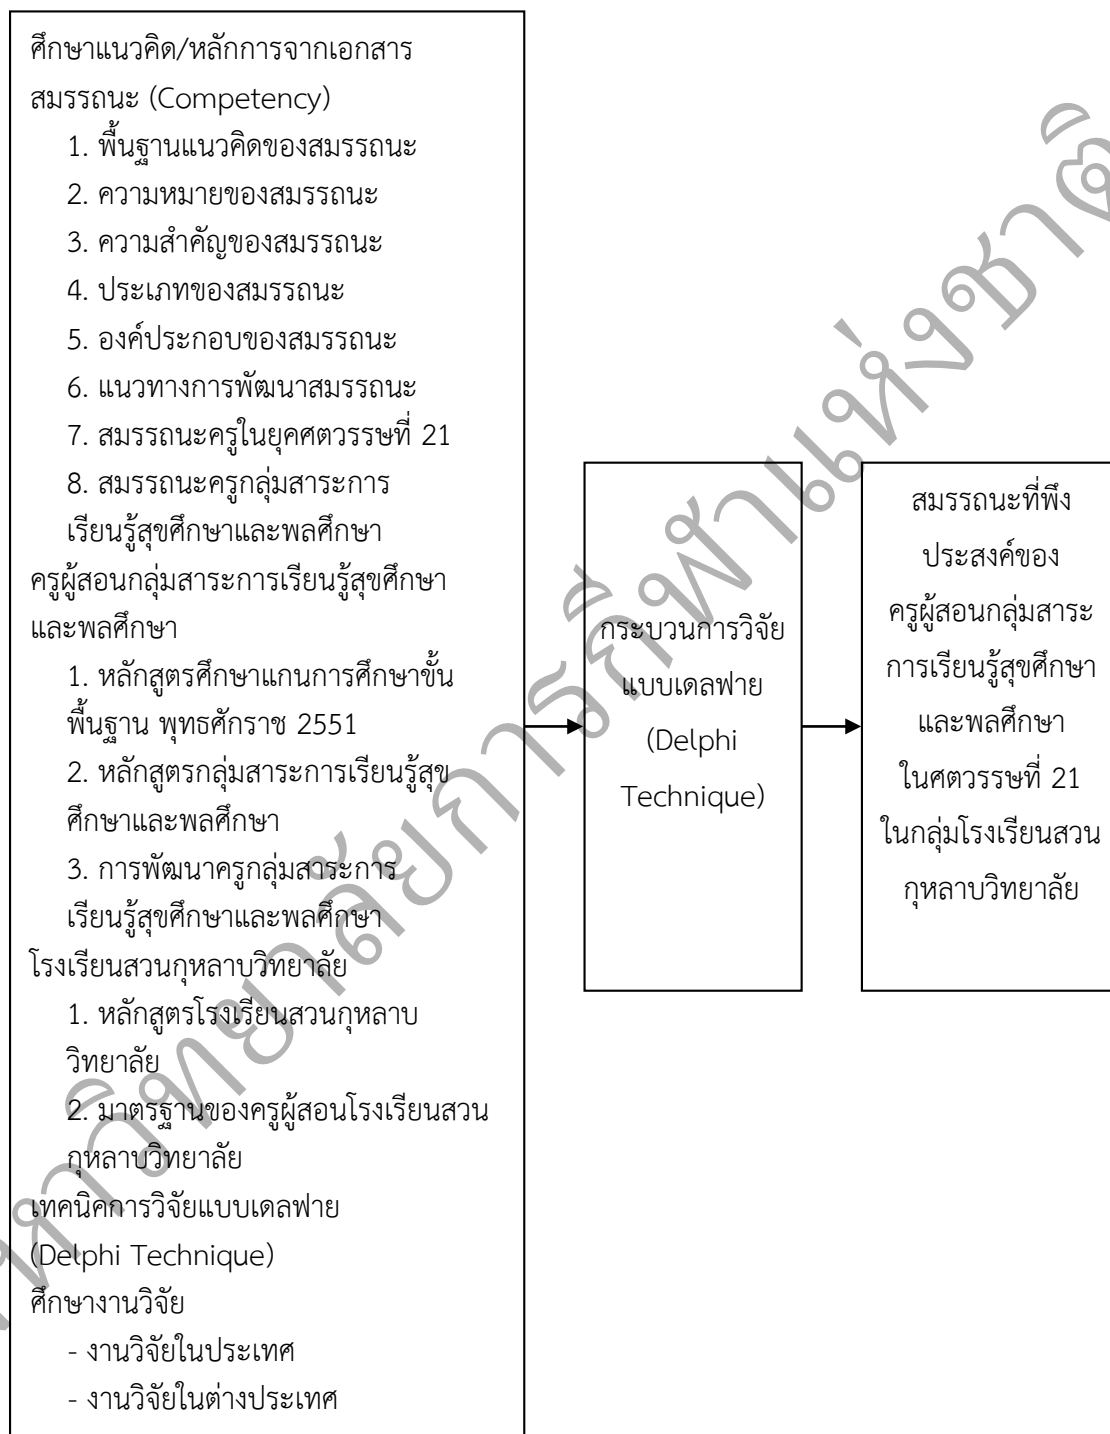 ศึกษาแนวคิด/หลักการจากเอกสาร
สมรรถนะ (Competency)
1. พื้นฐานแนวคิดของสมรรถนะ
2. ความหมายของสมรรถนะ
3. ความสำคัญของสมรรถนะ
4. ประเภทของสมรรถนะ
5. องค์ประกอบของสมรรถนะ
6. แนวทางการพัฒนาสมรรถนะ
7. สมรรถนะครูในยุคศตวรรษที่ 21
8. สมรรถนะครูกลุ่มสาระการ
เรียนรู้สุขศึกษาและพลศึกษา
ครูผู้สอนกลุ่มสาระการเรียนรู้สุขศึกษา
และพลศึกษา
1. หลักสูตรศึกษาแกนการศึกษาขั้น
พื้นฐาน พุทธศักราช 2551
2. หลักสูตรกลุ่มสาระการเรียนรู้สุข
ศึกษาและพลศึกษา
3. การพัฒนาครูกลุ่มสาระการ
เรียนรู้สุขศึกษาและพลศึกษา
โรงเรียนสวนกุหลาบวิทยาลัย
1. หลักสูตรโรงเรียนสวนกุหลาบ
วิทยาลัย
2. มาตรฐานของครูผู้สอนโรงเรียนสวน
กุหลาบวิทยาลัย
เทคนิคการวิจัยแบบเดลฟาย
(Delphi Technique)
ศึกษางานวิจัย
- งานวิจัยในประเทศ
- งานวิจัยในต่างประเทศ
กระบวนการวิจัย
แบบเดลฟาย
(Delphi
Technique)
สมรรถนะที่พึง
ประสงค์ของ
ครูผู้สอนกลุ่มสาระ
การเรียนรู้สุขศึกษา
และพลศึกษา
ในศตวรรษที่ 21
ในกลุ่มโรงเรียนสวน
กุหลาบวิทยาลัย
หาวิทยาลัยการกีฬาแห่งชาติ